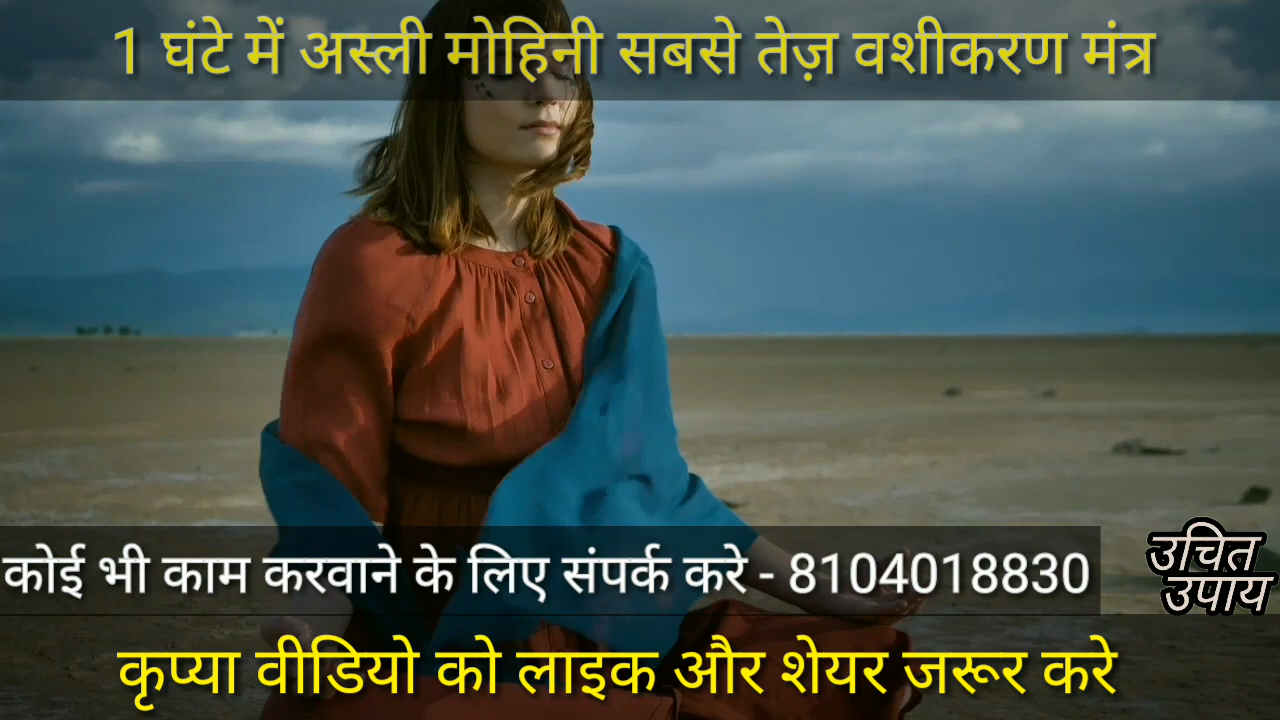 1 घंटे में अस्ली मोहिनी सबसे तेज़ वशीकरण मंत्र
कोई भी काम करवाने के लिए संपर्क करे - 8104018830
उचित
उपाय
कृप्या वीडियो को लाइक और शेयर जरूर करे